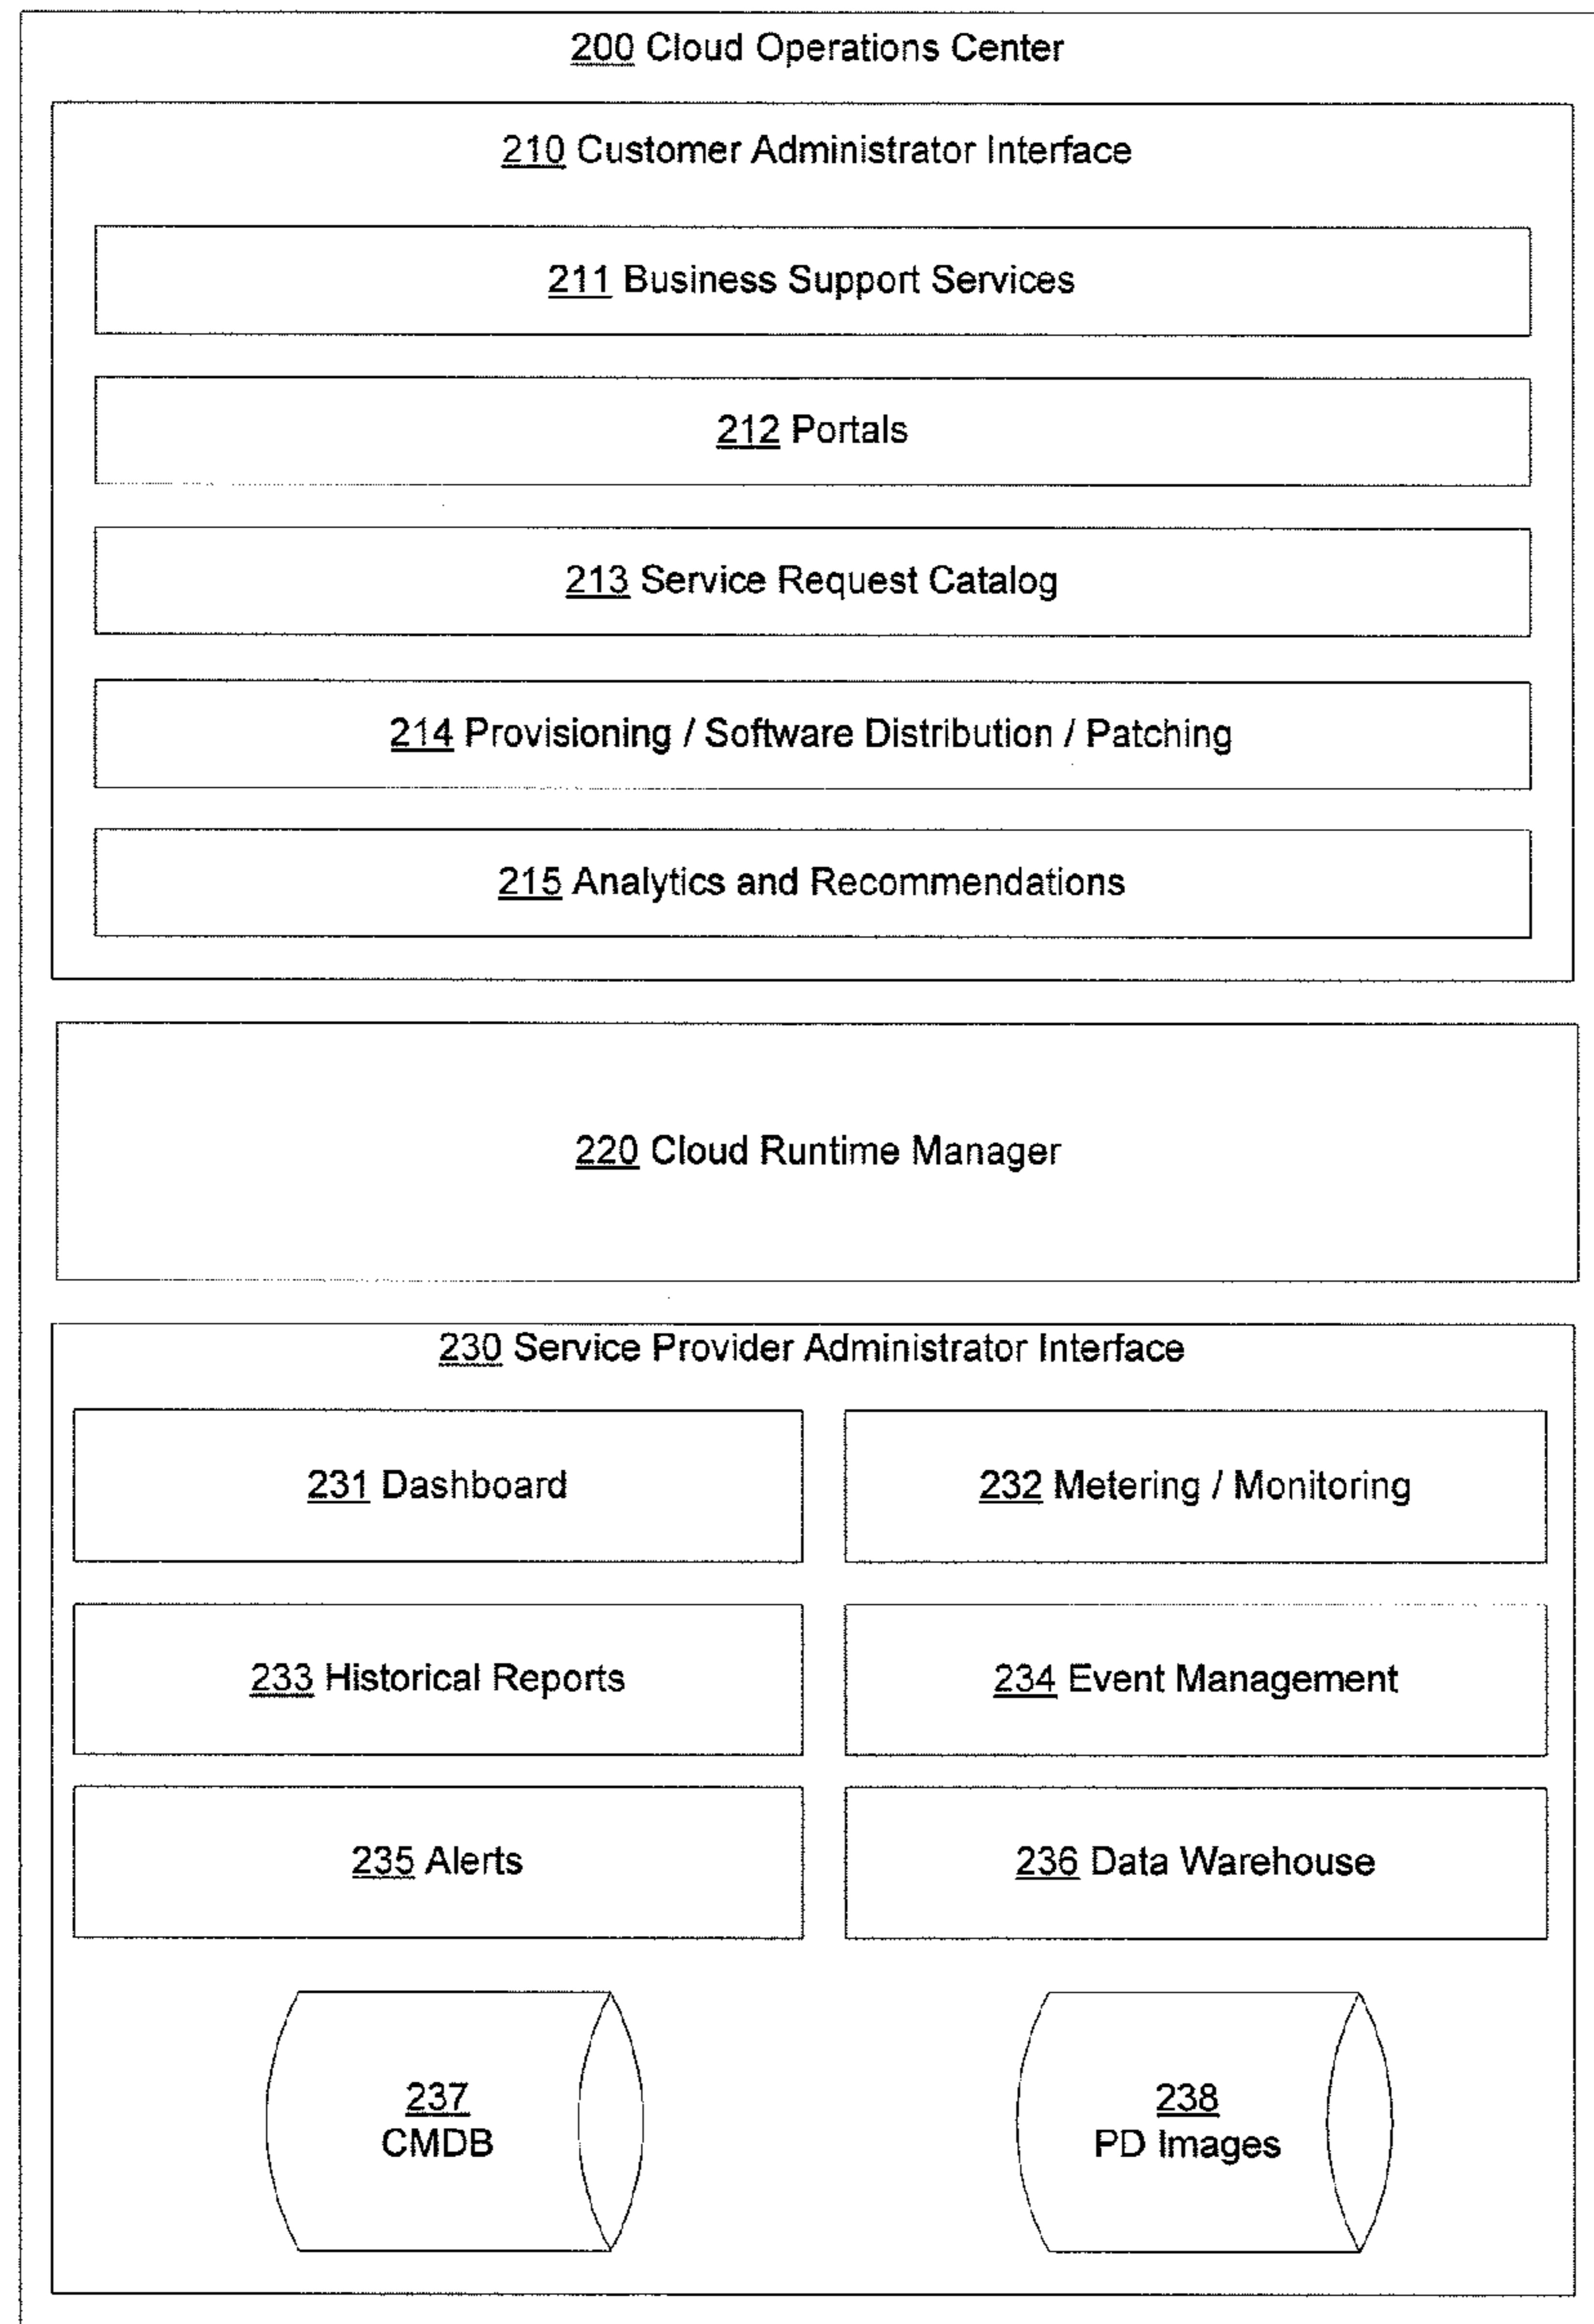 200 Cloud Operations Center
210 Customer Administrator Interface
211 Business Support Services
212 Portals
213 Service Request Catalog
214 Provisioning / Software Distribution / Patching
215 Analytics and Recommendations
220 Cloud Runtime Manager
230 Service Provider Administrator Interface
231 Dashboard
232 Metering / Monitoring
233 Historical Reports
234 Event Management
235 Alerts
236 Data Warehouse
237
CMDB
238
PD Images